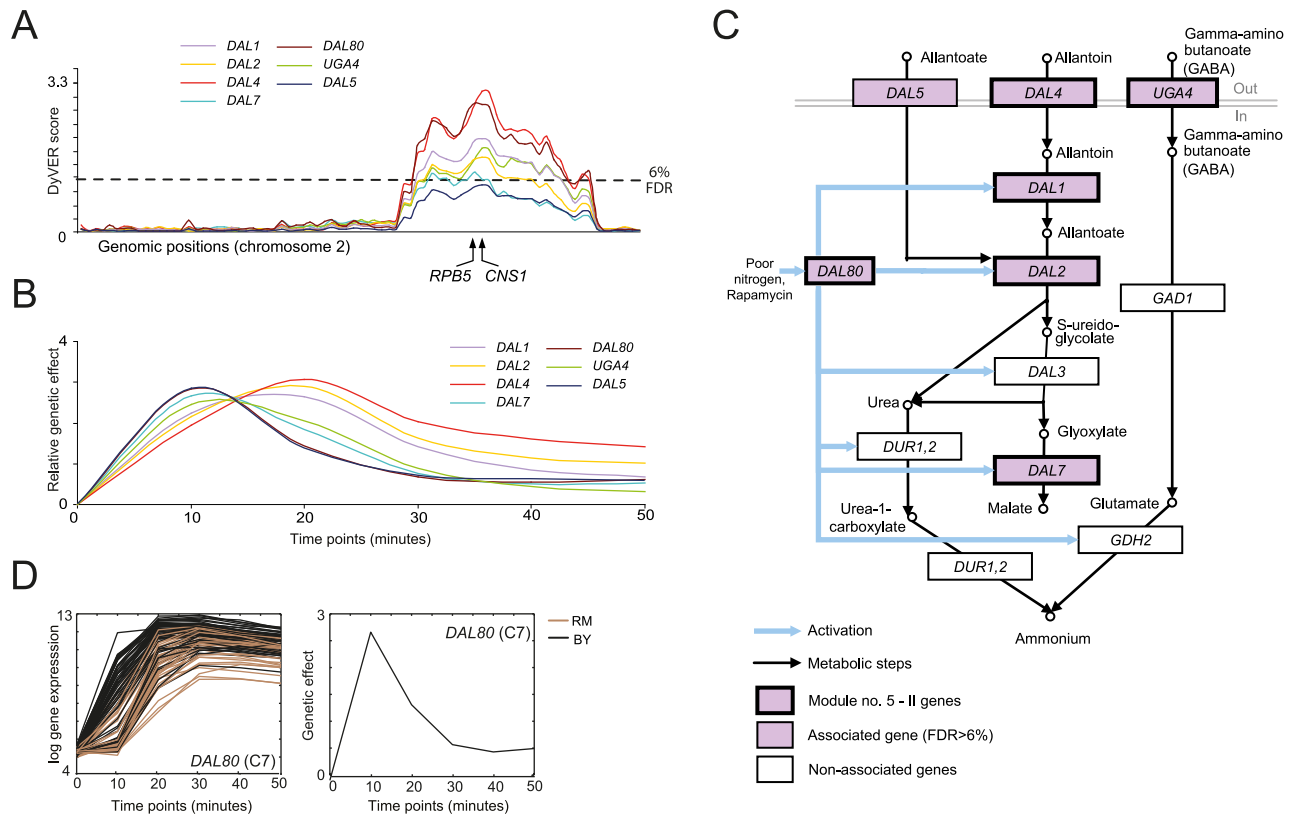 A
DAL1
DAL2
DAL4
DAL7
DAL80
UGA4
DAL5
3.3
DyVER score
0
6%
FDR
Genomic positions (chromosome 2)
RPB5
CNS1
B
4
Relative genetic effect
0
DAL1
DAL2
DAL4
DAL7
DAL80
UGA4
DAL5
0
10
20
30
40
50
Time points (minutes)
D
13
log gene expresssion
4
DAL80 (C7)
0 10 20 30 40 50
Time points (minutes)
RM
BY
3
Genetic effect
0
DAL80 (C7)
0 10 20 30 40 50
Time points (minutes)
C
Allantoate
Allantoin
Gamma-amino
butanoate
(GABA)
DAL5
DAL4
UGA4
Out
In
Allantoin
Gamma-amino
butanoate
(GABA)
DAL1
Allantoate
Poor
nitrogen,
Rapamycin
DAL80
DAL2
GAD1
S-ureido-
glycolate
DAL3
Urea
Glyoxylate
DUR1,2
DAL7
Urea-1-
carboxylate
Malate
Glutamate
GDH2
DUR1,2
Ammonium
Activation
Metabolic steps
Module no. 5 - II genes
Associated gene (FDR>6%)
Non-associated genes